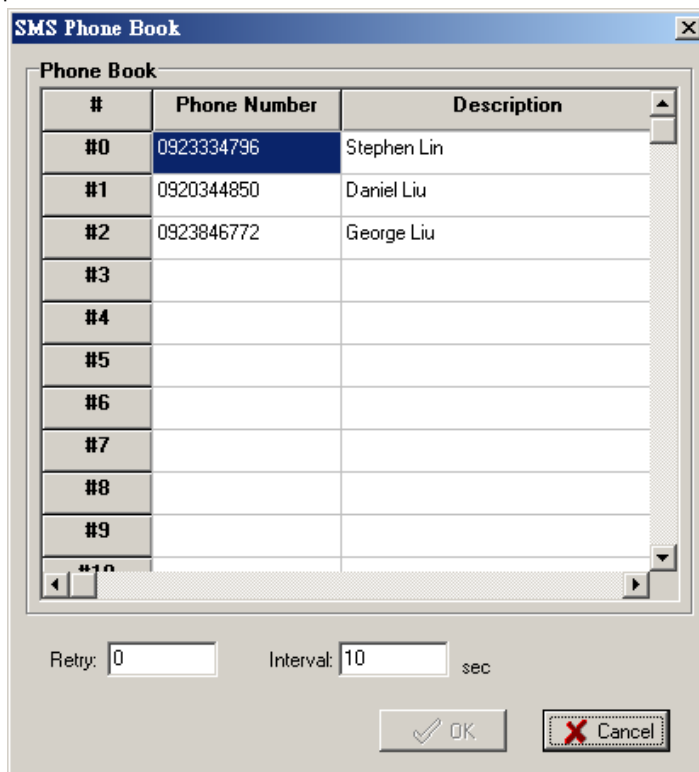 SMS Phone Book
Phone Book
# Phone Number Description
#0 0923334796 Stephen Lin
#1 0920344850 Daniel Liu
#2 0923846772 George Liu
#3
#4
#5
#6
#7
#8
#9
#10
Retry: 0 Interval: 10 sec
OK Cancel